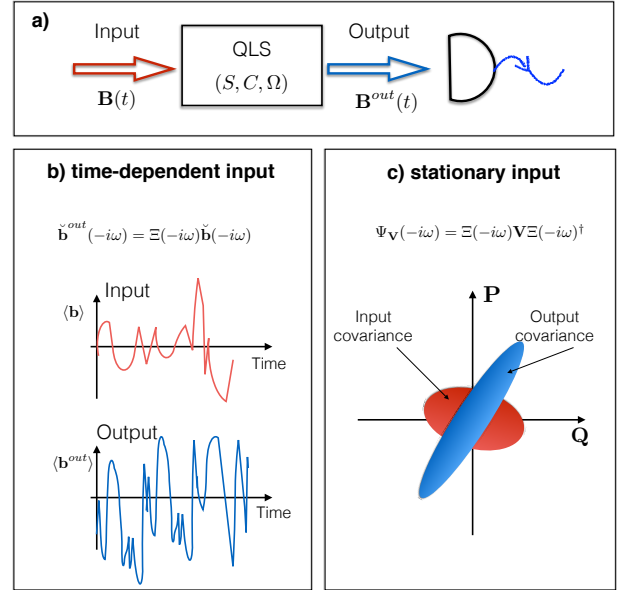 a)
Input
QLS
Output
(S, C, Ω)
B(t)
B^{out}(t)
b) time-dependent input
b̆^{out}(-iω) = Ξ(-iω)b̆(-iω)
Input
⟨b⟩
Time
Output
⟨b^{out}⟩
Time
c) stationary input
Ψ_V(-iω) = Ξ(-iω)VΞ(-iω)^†
P
Input
covariance
Output
covariance
Q